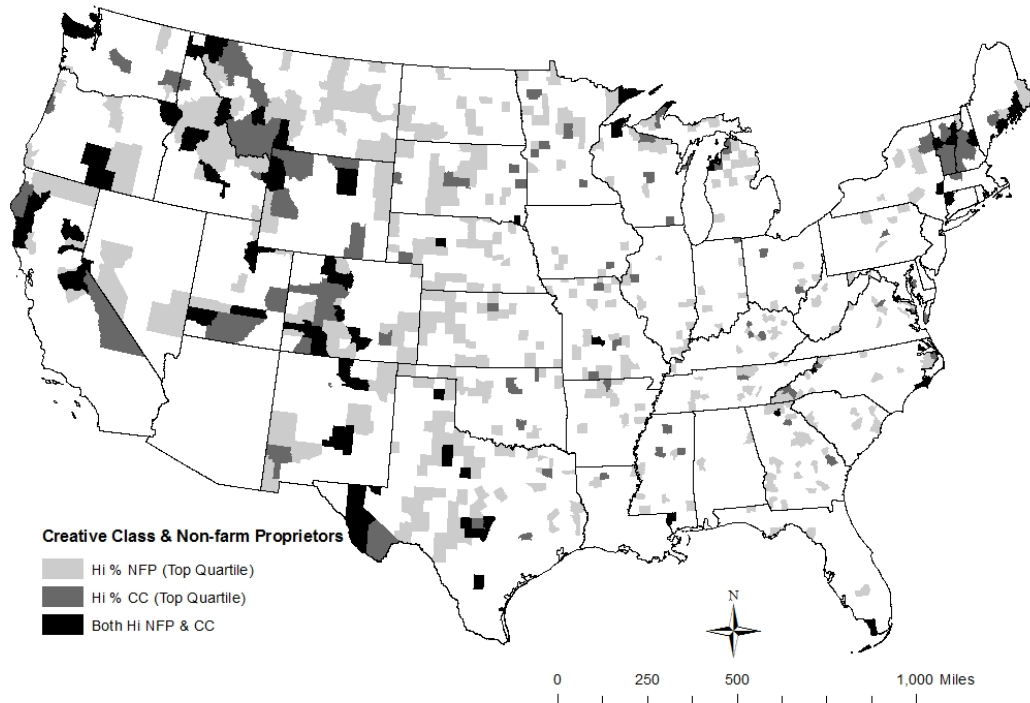 Creative Class & Non-farm Proprietors
Hi % NFP (Top Quartile)
Hi % CC (Top Quartile)
Both Hi NFP & CC
N
0 250 500 1,000 Miles